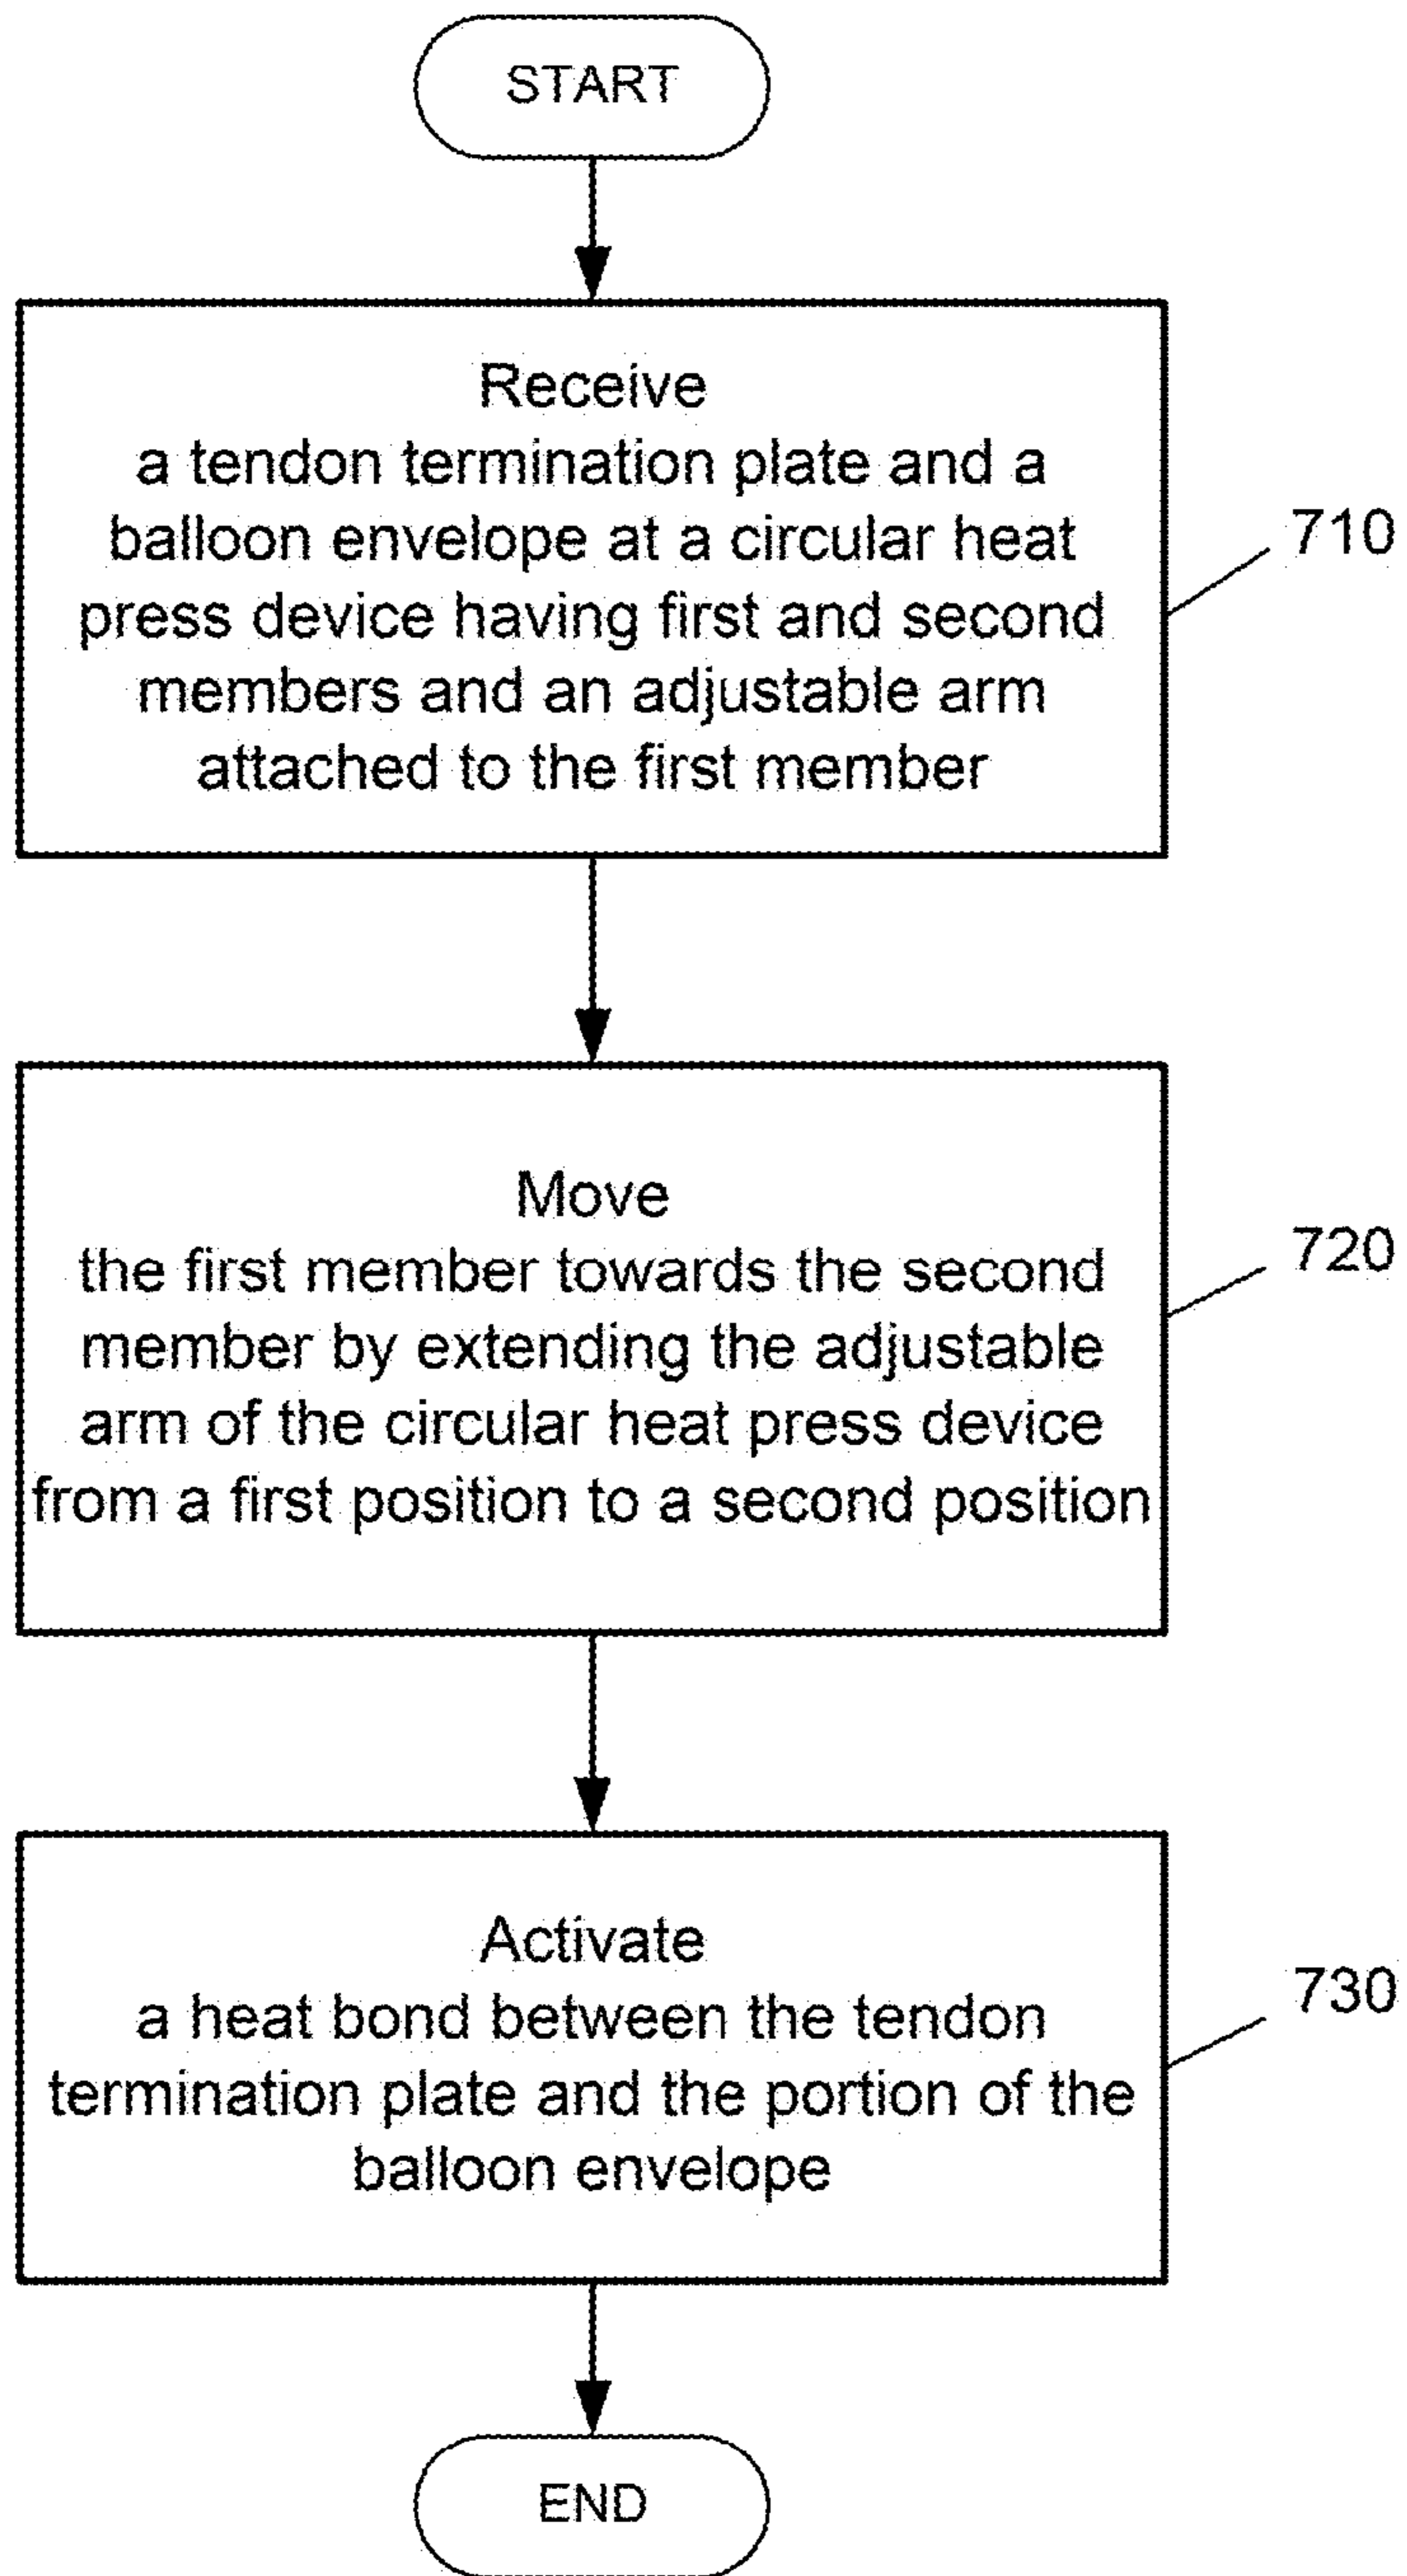 START
Receive
a tendon termination plate and a
balloon envelope at a circular heat
press device having first and second
members and an adjustable arm
attached to the first member
710
Move
the first member towards the second
member by extending the adjustable
arm of the circular heat press device
from a first position to a second position
720
Activate
a heat bond between the tendon
termination plate and the portion of the
balloon envelope
730
END